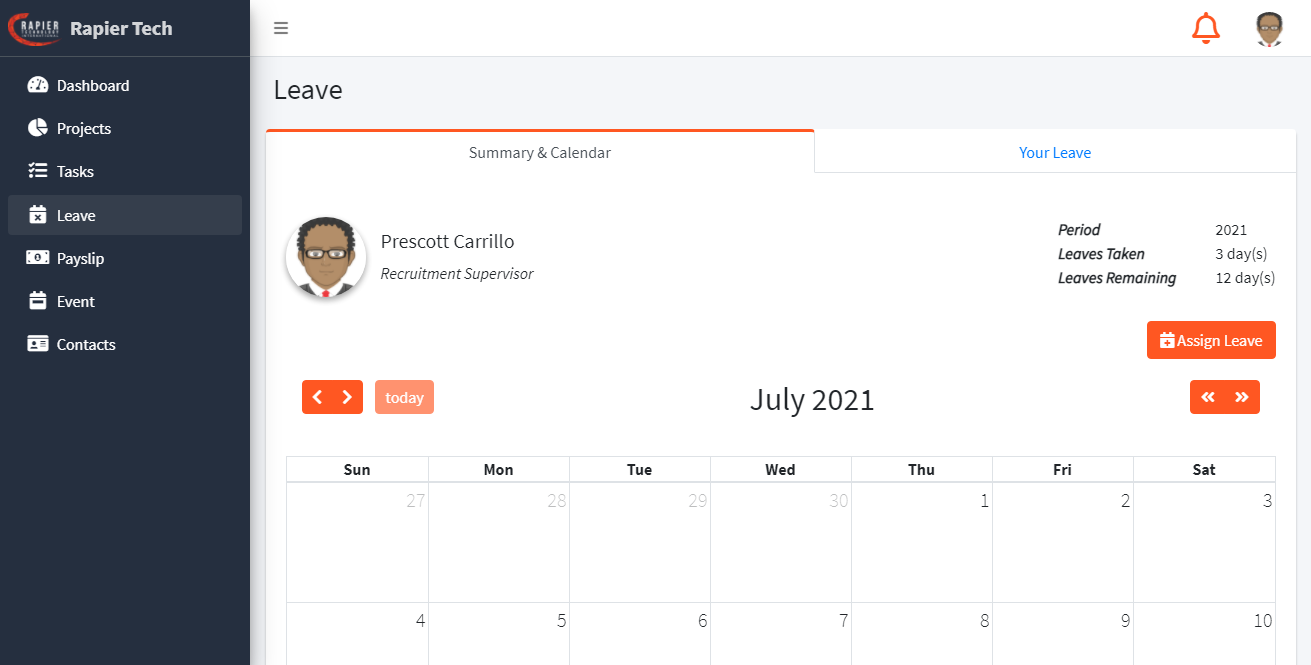 RAPIER
TECHNOLOGY
INTERNATIONAL
Rapier Tech
Dashboard
Projects
Tasks
Leave
Payslip
Event
Contacts
Leave
Summary & Calendar
Your Leave
Prescott Carrillo
Recruitment Supervisor
Period 2021
Leaves Taken 3 day(s)
Leaves Remaining 12 day(s)
Assign Leave
today
July 2021
Sun Mon Tue Wed Thu Fri Sat
27 28 29 30 1 2 3
4 5 6 7 8 9 10